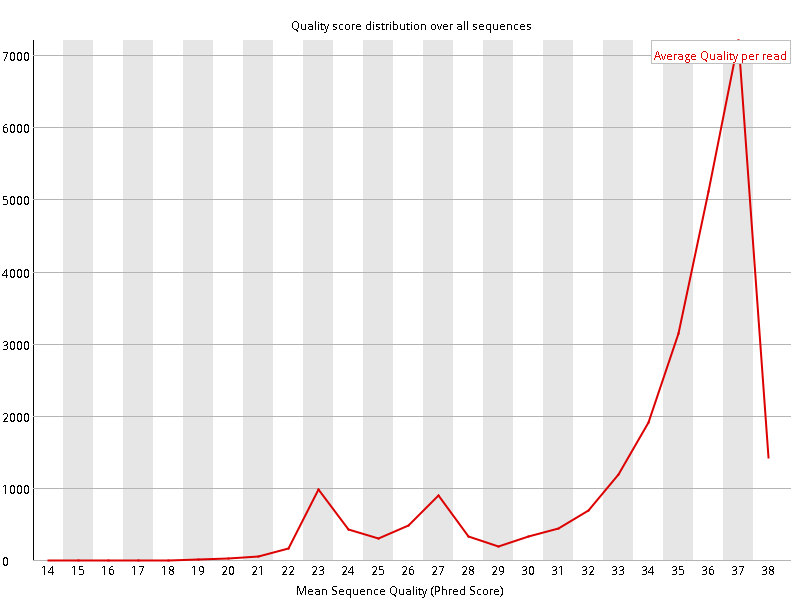 Quality score distribution over all sequences
Average Quality per read
7000
6000
5000
4000
3000
2000
1000
0
14 15 16 17 18 19 20 21 22 23 24 25 26 27 28 29 30 31 32 33 34 35 36 37 38
Mean Sequence Quality (Phred Score)